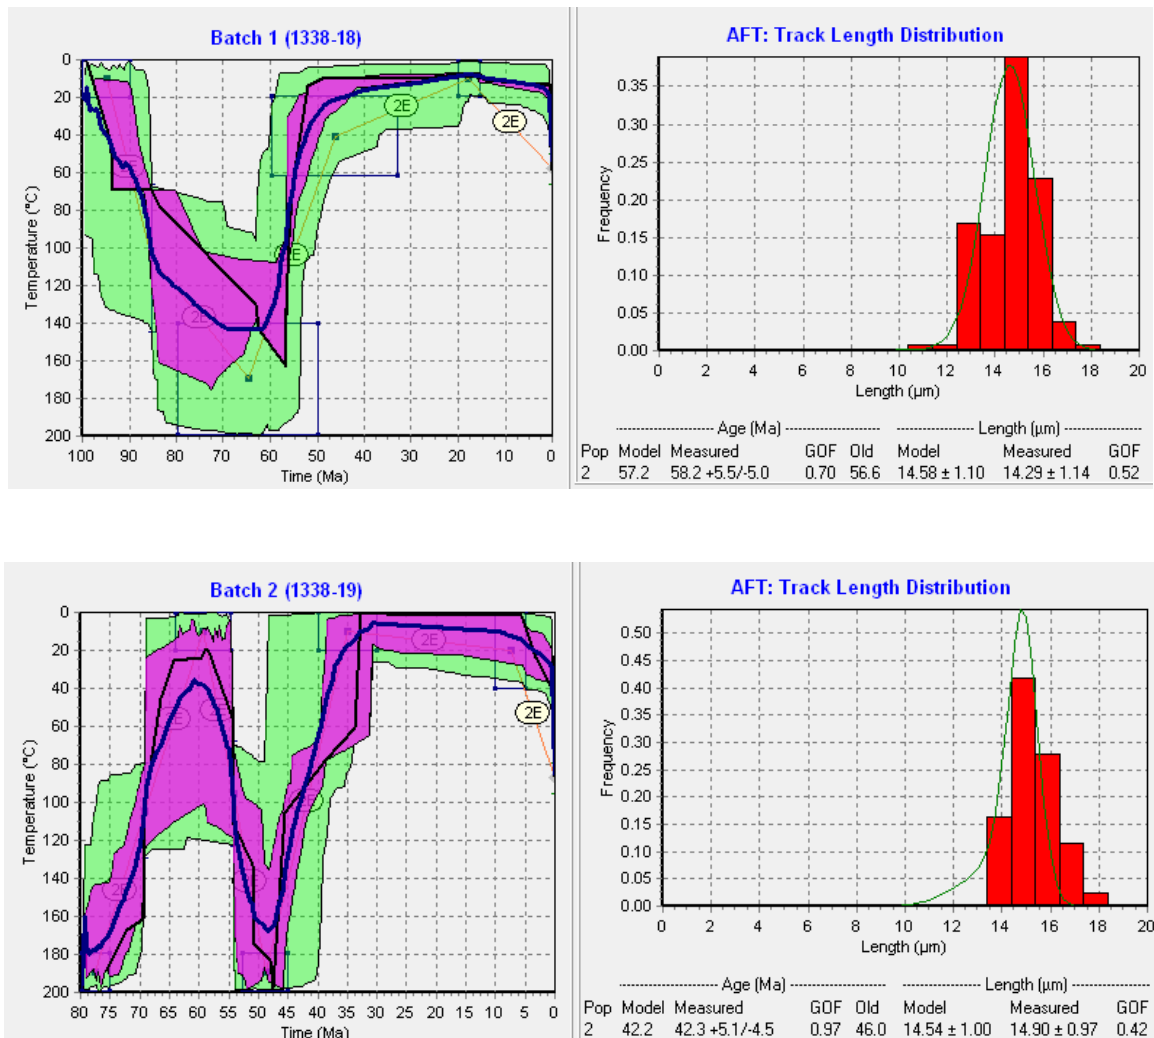 Batch 1 (1338-18)
AFT: Track Length Distribution
0
20
40
60
80
100
120
140
160
180
200
Temperature (°C)
2E
2E
2E
2E
2E
100 90 80 70 60 50 40 30 20 10 0
Time (Ma)
0.35
0.30
0.25
0.20
0.15
0.10
0.05
0.00
Frequency
0 2 4 6 8 10 12 14 16 18 20
Length (µm)
Age (Ma) Length (µm)
Pop Model Measured GOF Old Model Measured GOF
2 57.2 58.2 +5.5/-5.0 0.70 56.6 14.58 ± 1.10 14.29 ± 1.14 0.52
Batch 2 (1338-19)
AFT: Track Length Distribution
0
20
40
60
80
100
120
140
160
180
200
Temperature (°C)
2E
2E
2E
2E
80 75 70 65 60 55 50 45 40 35 30 25 20 15 10 5 0
Time (Ma)
0.50
0.45
0.40
0.35
0.30
0.25
0.20
0.15
0.10
0.05
0.00
Frequency
0 2 4 6 8 10 12 14 16 18 20
Length (µm)
Age (Ma) Length (µm)
Pop Model Measured GOF Old Model Measured GOF
2 42.2 42.3 +5.1/-4.5 0.97 46.0 14.54 ± 1.00 14.90 ± 0.97 0.42